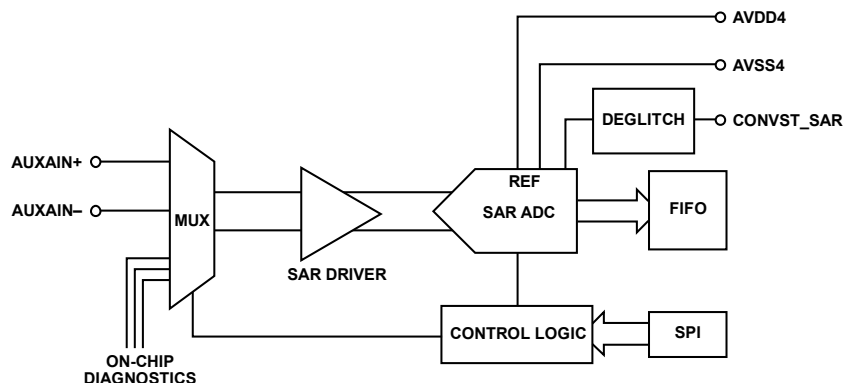 AVDD4
AVSS4
DEGLITCH
CONVST_SAR
AUXAIN+
AUXAIN–
MUX
REF
SAR ADC
FIFO
SAR DRIVER
CONTROL LOGIC
SPI
ON-CHIP
DIAGNOSTICS